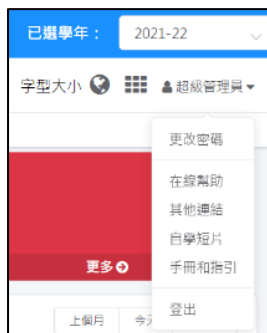 已選學年：
2021-22
字型大小
超級管理員
更改密碼
在線幫助
其他連結
自學短片
手冊和指引
登出
更多
上個月
今